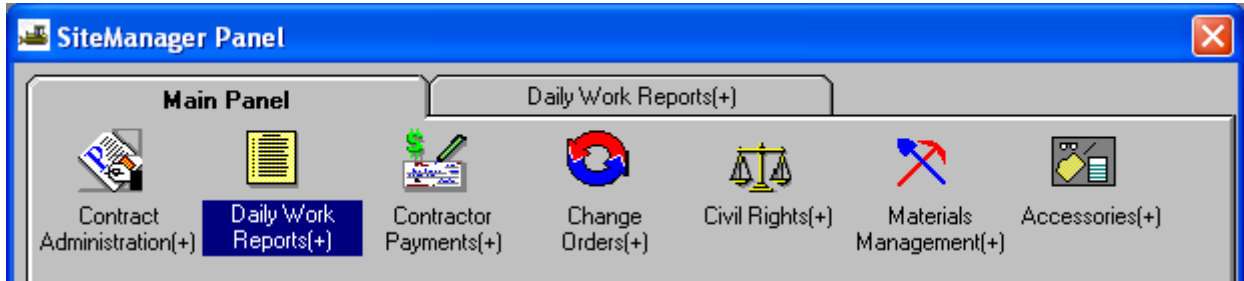 SiteManager Panel
Main Panel
Daily Work Reports(+)
Contract
Administration(+)
Daily Work
Reports(+)
Contractor
Payments(+)
Change
Orders(+)
Civil Rights(+)
Materials
Management(+)
Accessories(+)